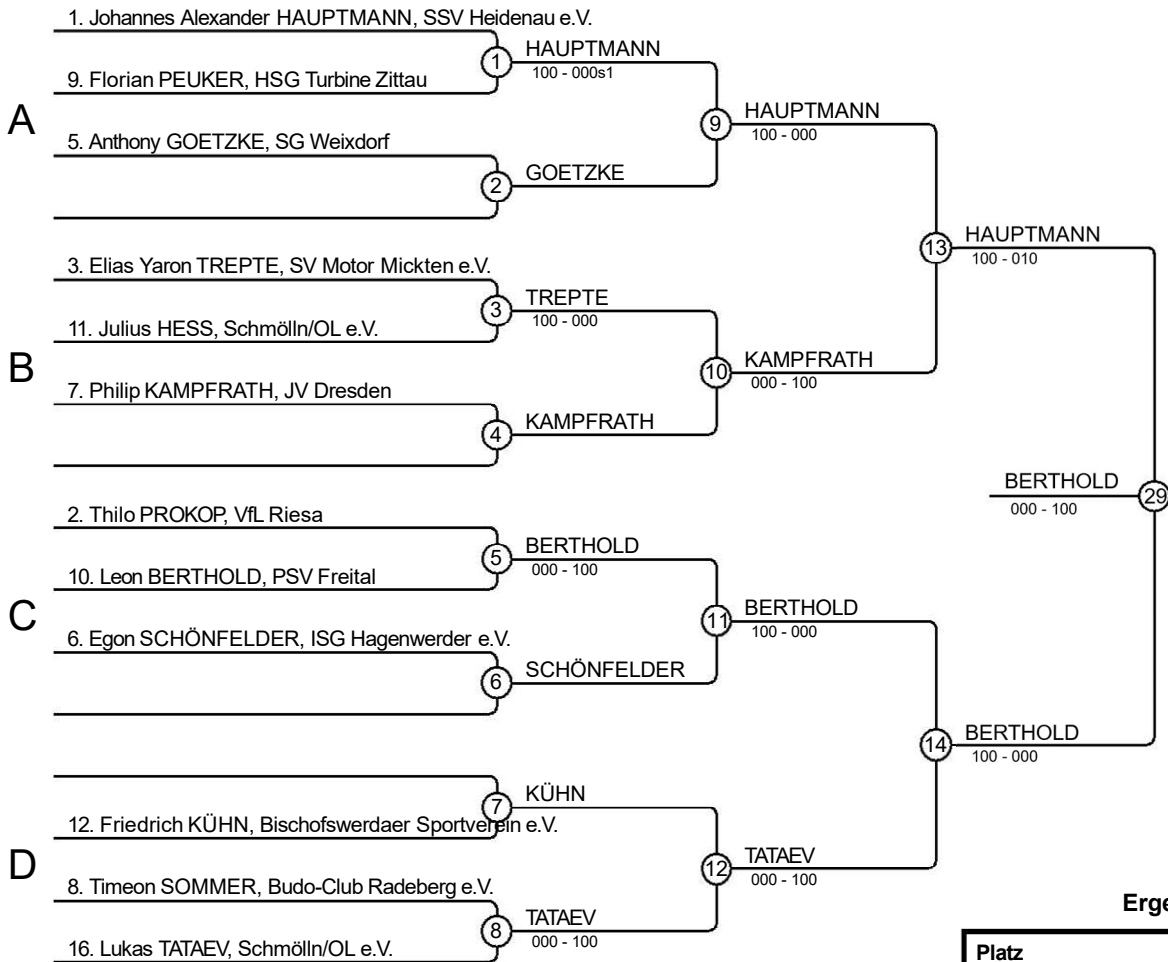 1. Johannes Alexander HAUPTMANN, SSV Heidenau e.V.
1
HAUPTMANN
100 - 000s1
9. Florian PEUKER, HSG Turbine Zittau
A
9
HAUPTMANN
100 - 000
5. Anthony GOETZKE, SG Weixdorf
2
GOETZKE
3. Elias Yaron TREPTE, SV Motor Mickten e.V.
13
HAUPTMANN
100 - 010
3
TREPTE
100 - 000
11. Julius HESS, Schmölln/OL e.V.
B
10
KAMPFRATH
000 - 100
7. Philip KAMPFRATH, JV Dresden
4
KAMPFRATH
BERTHOLD
000 - 100
29
2. Thilo PROKOP, VfL Riesa
5
BERTHOLD
000 - 100
10. Leon BERTHOLD, PSV Freital
C
11
BERTHOLD
100 - 000
6. Egon SCHÖNFELDER, ISG Hagenwerder e.V.
6
SCHÖNFELDER
14
BERTHOLD
100 - 000
7
KÜHN
12. Friedrich KÜHN, Bischofswerdaer Sportverein e.V.
D
12
TATAEV
000 - 100
8. Timeon SOMMER, Budo-Club Radeberg e.V.
8
TATAEV
000 - 100
16. Lukas TATAEV, Schmölln/OL e.V.
Erge
Platz